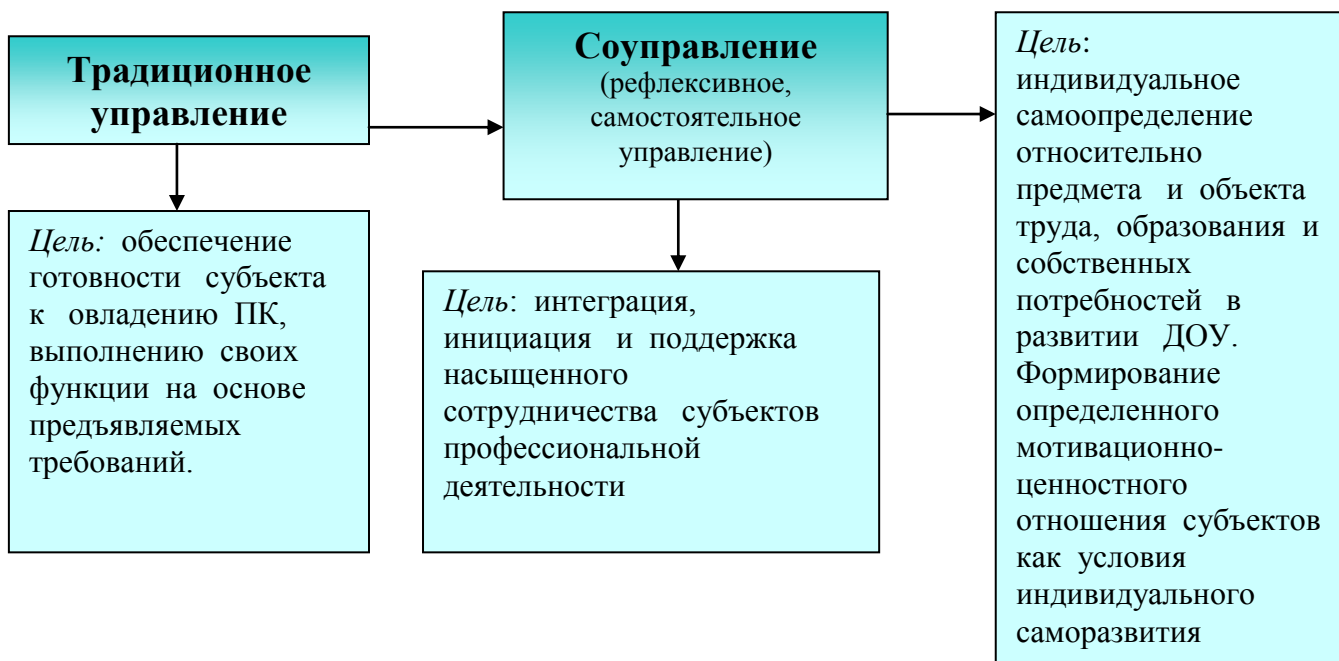 Традиционное
управление
Цель: обеспечение
готовности субъекта
к овладению ПК,
выполнению своих
функции на основе
предъявляемых
требований.
Соуправление
(рефлексивное,
самостоятельное
управление)
Цель: интеграция,
инициация и поддержка
насыщенного
сотрудничества субъектов
профессиональной
деятельности
Цель:
индивидуальное
самоопределение
относительно
предмета и объекта
труда, образования и
собственных
потребностей в
развитии ДОУ.
Формирование
определенного
мотивационно-
ценностного
отношения субъектов
как условия
индивидуального
саморазвития